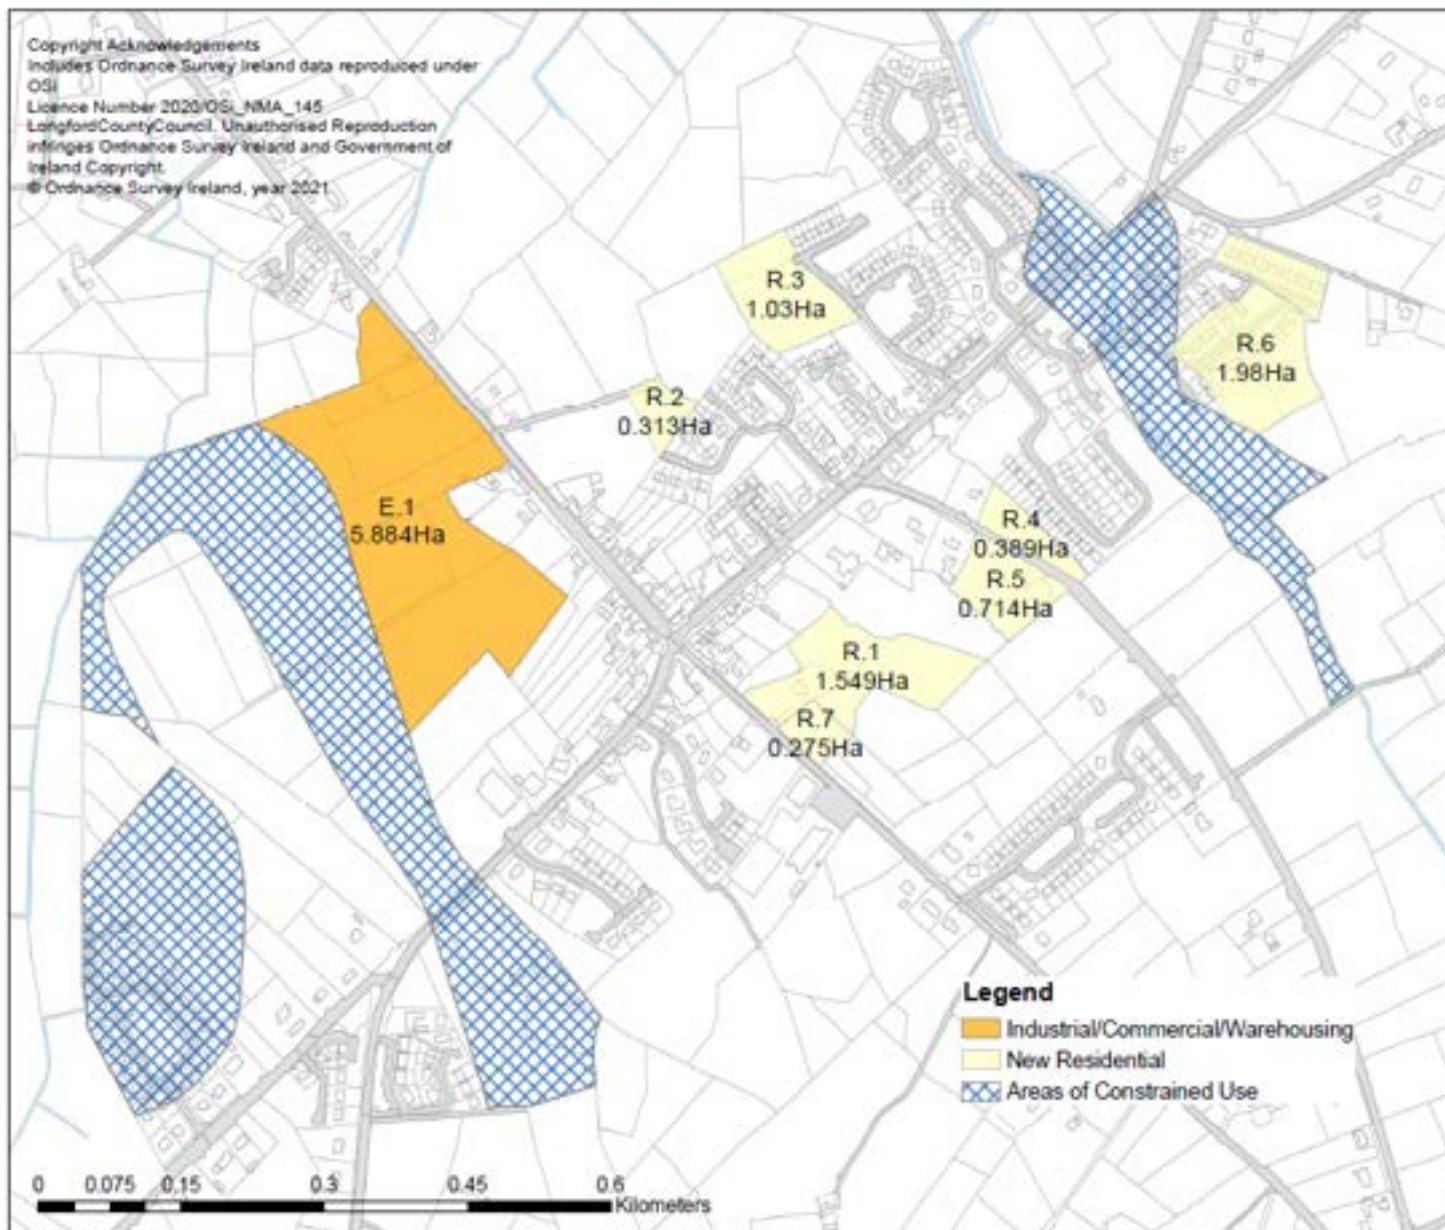 Copyright Acknowledgements
Includes Ordnance Survey Ireland data reproduced under
OSi
Licence Number 2020/OSi_NMA_145
LongfordCountyCouncil. Unauthorised Reproduction
infringes Ordnance Survey Ireland and Government of
Ireland Copyright.
© Ordnance Survey Ireland, year 2021
R.3
1.03Ha
R.6
1.98Ha
R.2
0.313Ha
E.1
5.884Ha
R.4
0.389Ha
R.5
0.714Ha
R.1
1.549Ha
R.7
0.275Ha
Legend
Industrial/Commercial/Warehousing
New Residential
Areas of Constrained Use
0 0.075 0.15 0.3 0.45 0.6
Kilometers